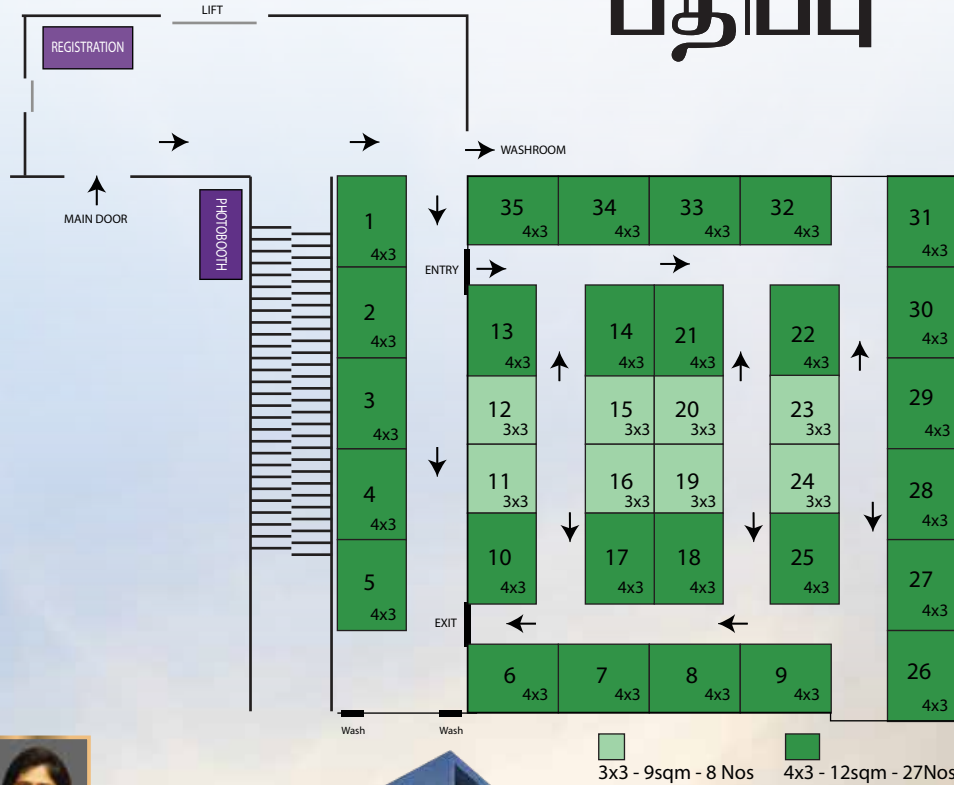 பதிப்பு
LIFT
REGISTRATION
WASHROOM
MAIN DOOR
PHOTOBOOTH
1
4x3
2
4x3
3
4x3
4
4x3
5
4x3
ENTRY
35
4x3
34
4x3
33
4x3
32
4x3
31
4x3
30
4x3
29
4x3
28
4x3
27
4x3
26
4x3
13
4x3
12
3x3
11
3x3
10
4x3
14
4x3
15
3x3
16
3x3
17
4x3
21
4x3
20
3x3
19
3x3
18
4x3
22
4x3
23
3x3
24
3x3
25
4x3
EXIT
6
4x3
7
4x3
8
4x3
9
4x3
Wash
Wash
3x3 - 9sqm - 8 Nos
4x3 - 12sqm - 27Nos